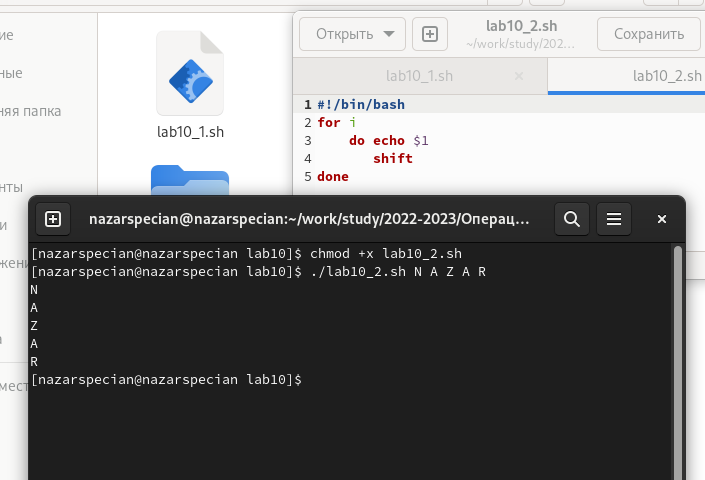 ие
ные
няя папка
нты
и
жени
а
мест
lab10_1.sh
Открыть
lab10_2.sh
~/work/study/202...
Сохранить
lab10_1.sh ×
lab10_2.sh
1 #!/bin/bash
2 for i
3 do echo $1
4 shift
5 done
nazarspecian@nazarspecian:~/work/study/2022-2023/Операц...
[nazarspecian@nazarspecian lab10]$ chmod +x lab10_2.sh
[nazarspecian@nazarspecian lab10]$ ./lab10_2.sh N A Z A R
N
A
Z
A
R
[nazarspecian@nazarspecian lab10]$